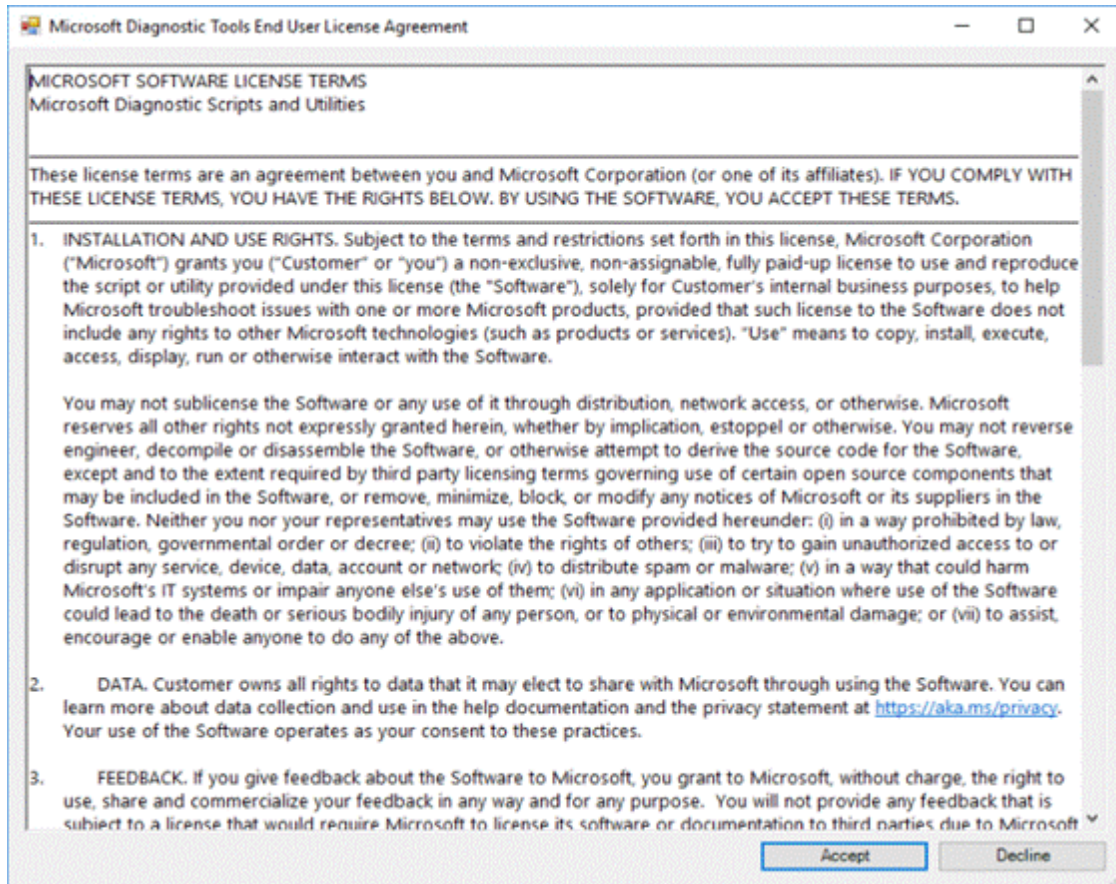 Microsoft Diagnostic Tools End User License Agreement
MICROSOFT SOFTWARE LICENSE TERMS
Microsoft Diagnostic Scripts and Utilities
These license terms are an agreement between you and Microsoft Corporation (or one of its affiliates). IF YOU COMPLY WITH
THESE LICENSE TERMS, YOU HAVE THE RIGHTS BELOW. BY USING THE SOFTWARE, YOU ACCEPT THESE TERMS.
1. INSTALLATION AND USE RIGHTS. Subject to the terms and restrictions set forth in this license, Microsoft Corporation
("Microsoft") grants you ("Customer" or "you") a non-exclusive, non-assignable, fully paid-up license to use and reproduce
the script or utility provided under this license (the "Software"), solely for Customer's internal business purposes, to help
Microsoft troubleshoot issues with one or more Microsoft products, provided that such license to the Software does not
include any rights to other Microsoft technologies (such as products or services). "Use" means to copy, install, execute,
access, display, run or otherwise interact with the Software.
You may not sublicense the Software or any use of it through distribution, network access, or otherwise. Microsoft
reserves all other rights not expressly granted herein, whether by implication, estoppel or otherwise. You may not reverse
engineer, decompile or disassemble the Software, or otherwise attempt to derive the source code for the Software,
except and to the extent required by third party licensing terms governing use of certain open source components that
may be included in the Software, or remove, minimize, block, or modify any notices of Microsoft or its suppliers in the
Software. Neither you nor your representatives may use the Software provided hereunder: (i) in a way prohibited by law,
regulation, governmental order or decree; (ii) to violate the rights of others; (iii) to try to gain unauthorized access to or
disrupt any service, device, data, account or network; (iv) to distribute spam or malware; (v) in a way that could harm
Microsoft's IT systems or impair anyone else's use of them; (vi) in any application or situation where use of the Software
could lead to the death or serious bodily injury of any person, or to physical or environmental damage; or (vii) to assist,
encourage or enable anyone to do any of the above.
2. DATA. Customer owns all rights to data that it may elect to share with Microsoft through using the Software. You can
learn more about data collection and use in the help documentation and the privacy statement at https://aka.ms/privacy.
Your use of the Software operates as your consent to these practices.
3. FEEDBACK. If you give feedback about the Software to Microsoft, you grant to Microsoft, without charge, the right to
use, share and commercialize your feedback in any way and for any purpose. You will not provide any feedback that is
subject to a license that would require Microsoft to license its software or documentation to third parties due to Microsoft
Accept Decline